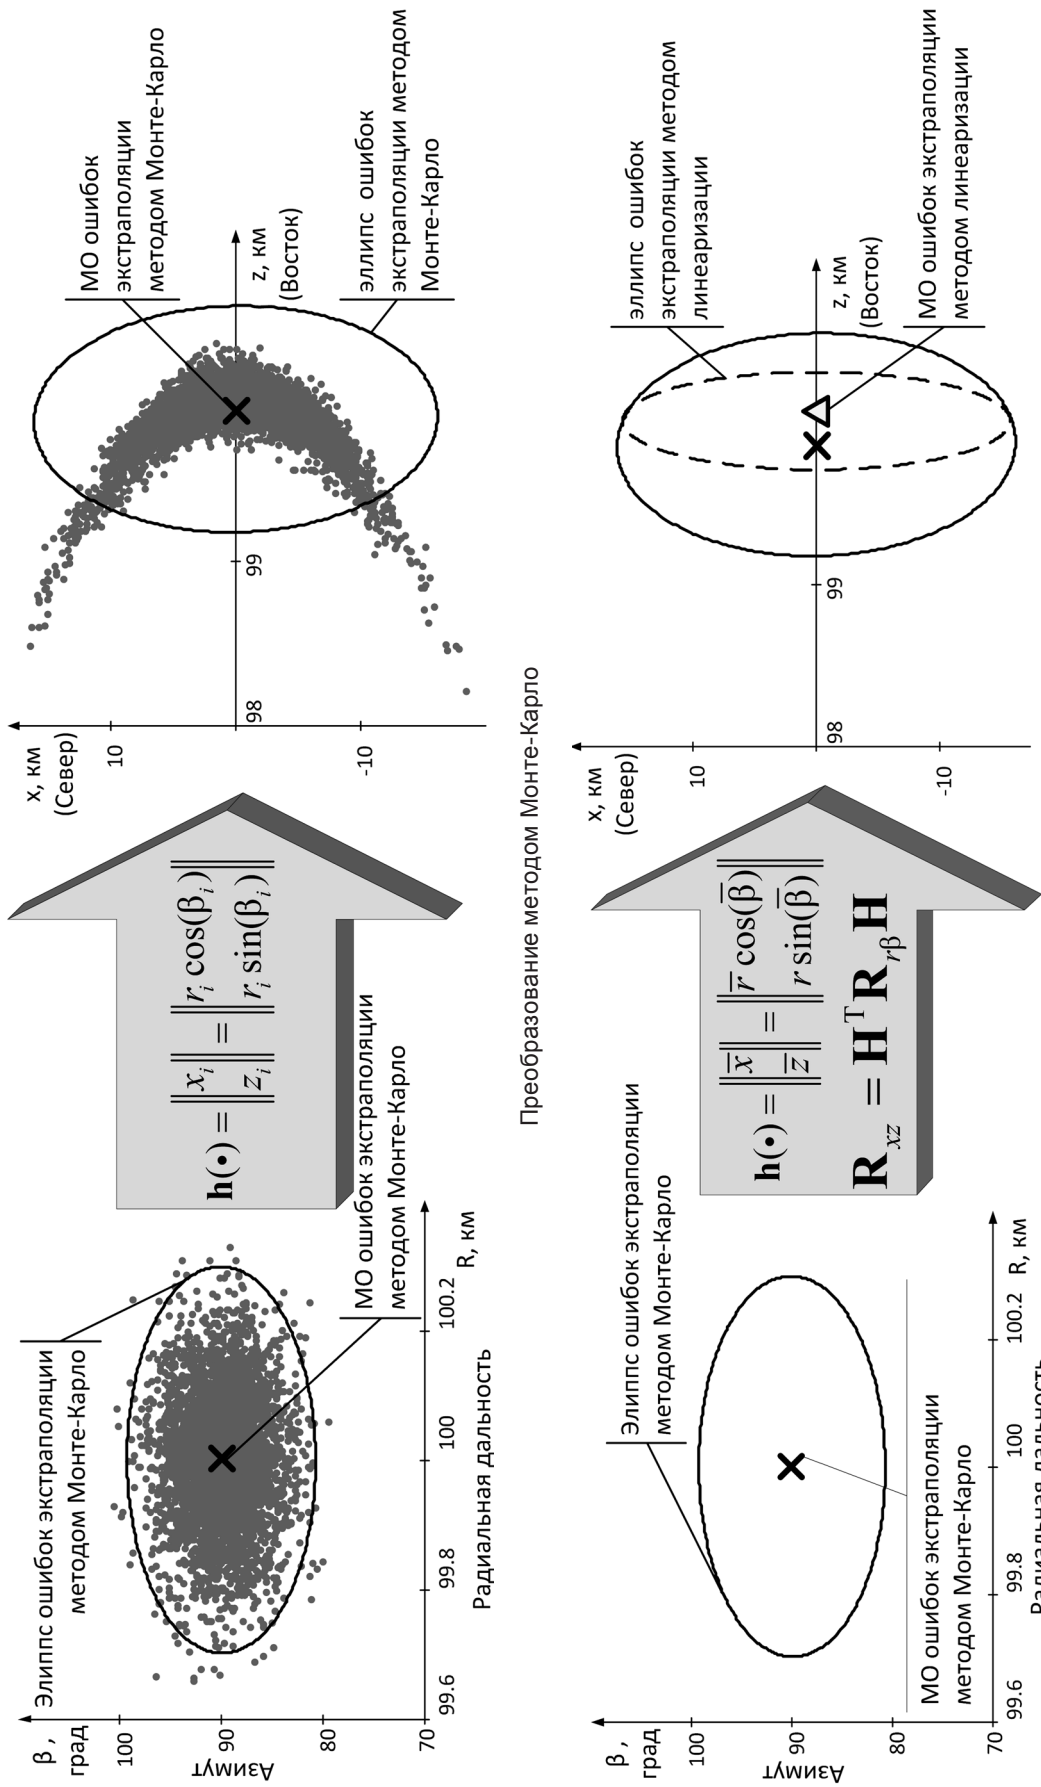 Элиппс ошибок экстраполяции
методом Монте-Карло
β ,
град
100
90
80
70
Азимут
99.6
99.8
100
100.2
R, км
Радиальная дальность
МО ошибок экстраполяции
методом Монте-Карло
h(•) = ‖x_i z_i‖ = ‖r_i cos(β_i) r_i sin(β_i)‖
x, км
(Север)
10
-10
98
99
z, км
(Восток)
МО ошибок
экстраполяции
методом Монте-Карло
эллипс ошибок
экстраполяции методом
Монте-Карло
Преобразование методом Монте-Карло
Элиппс ошибок экстраполяции
методом Монте-Карло
β ,
град
100
90
80
70
Азимут
99.6
99.8
100
100.2
R, км
Радиальная дальность
МО ошибок экстраполяции
методом Монте-Карло
h(•) = ‖x̅ z̅‖ = ‖r̅ cos(β̅) r sin(β̅)‖
R_xz = H^T R_rβ H
x, км
(Север)
10
-10
98
99
z, км
(Восток)
эллипс ошибок
экстраполяции методом
линеаризации
МО ошибок экстраполяции
методом линеаризации